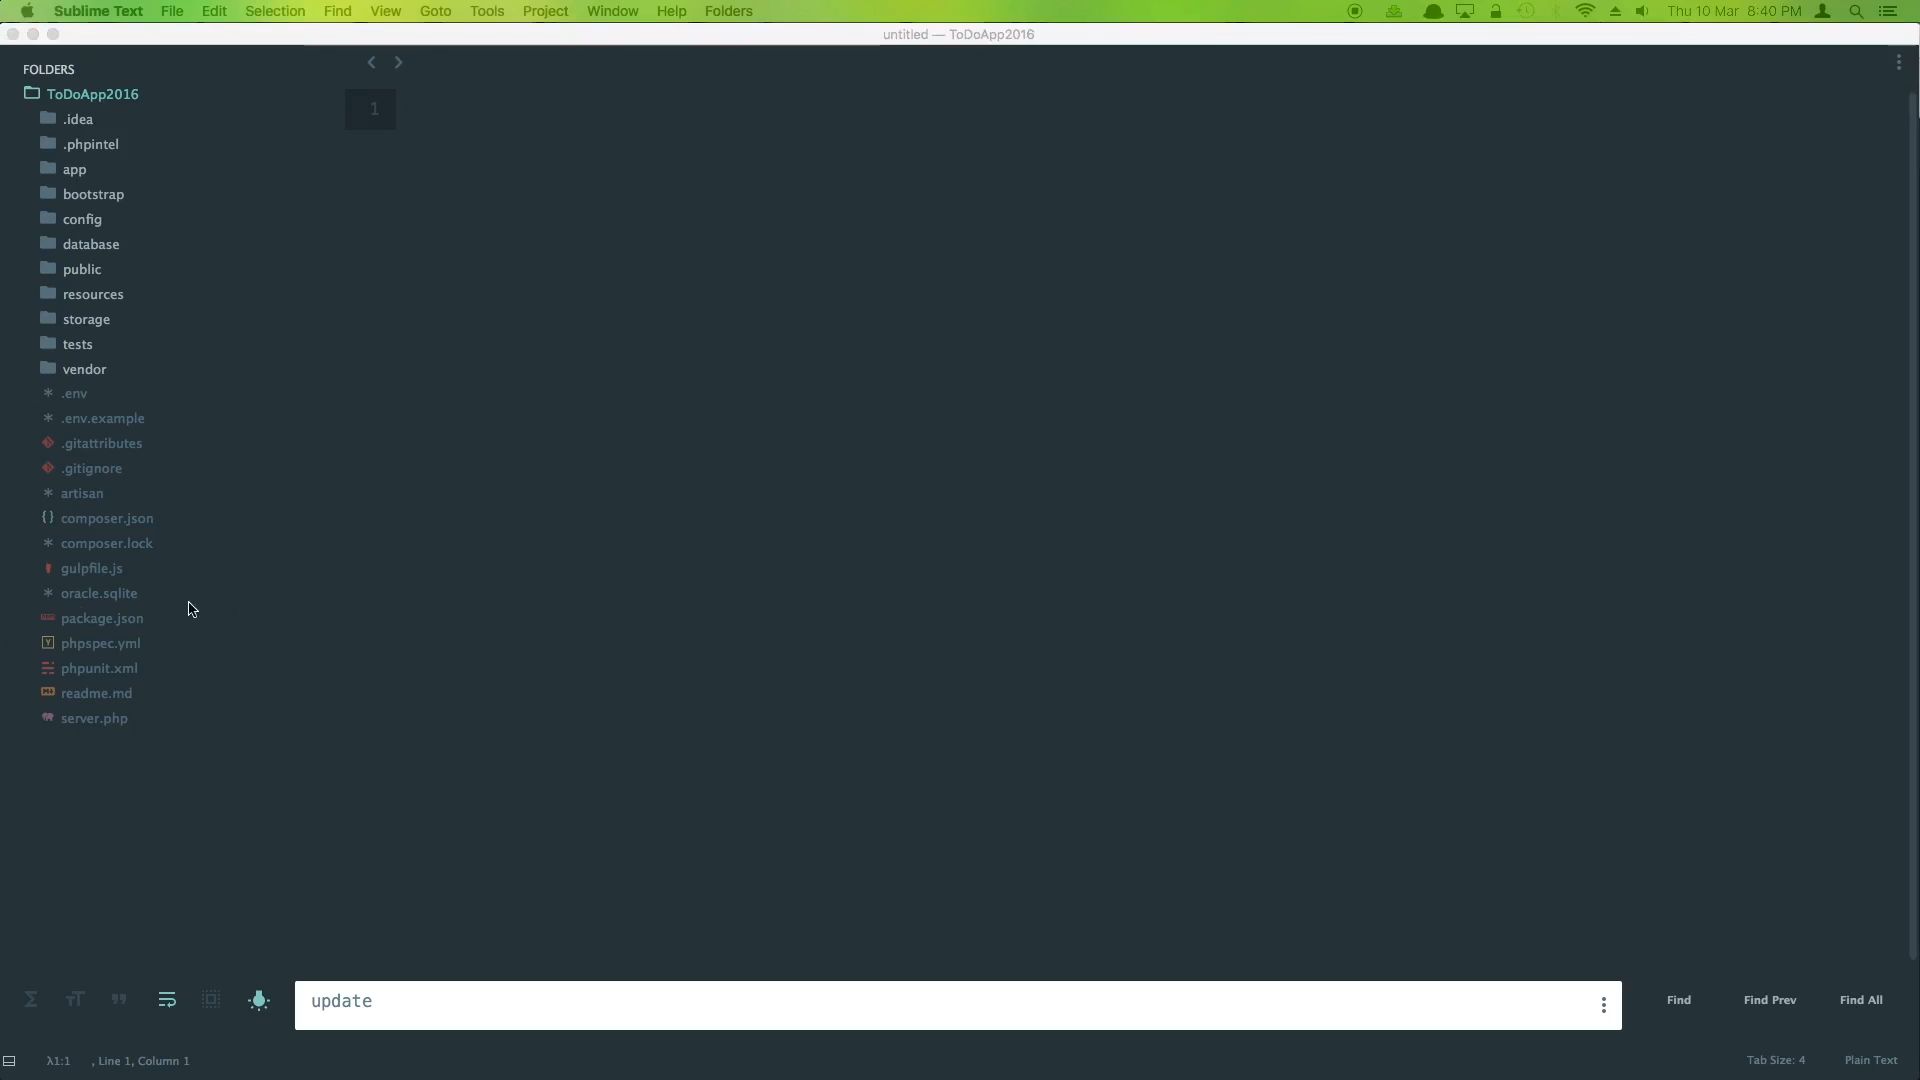 Sublime Text File Edit Selection Find View Goto Tools Project Window Help Folders Thu 10 Mar 8:40 PM
untitled — ToDoApp2016
FOLDERS
ToDoApp2016
1
.idea
.phpintel
app
bootstrap
config
database
public
resources
storage
tests
vendor
.env
.env.example
.gitattributes
.gitignore
artisan
composer.json
composer.lock
gulpfile.js
oracle.sqlite
package.json
phpspec.yml
phpunit.xml
readme.md
server.php
update Find Find Prev Find All
λ1:1 , Line 1, Column 1 Tab Size: 4 Plain Text